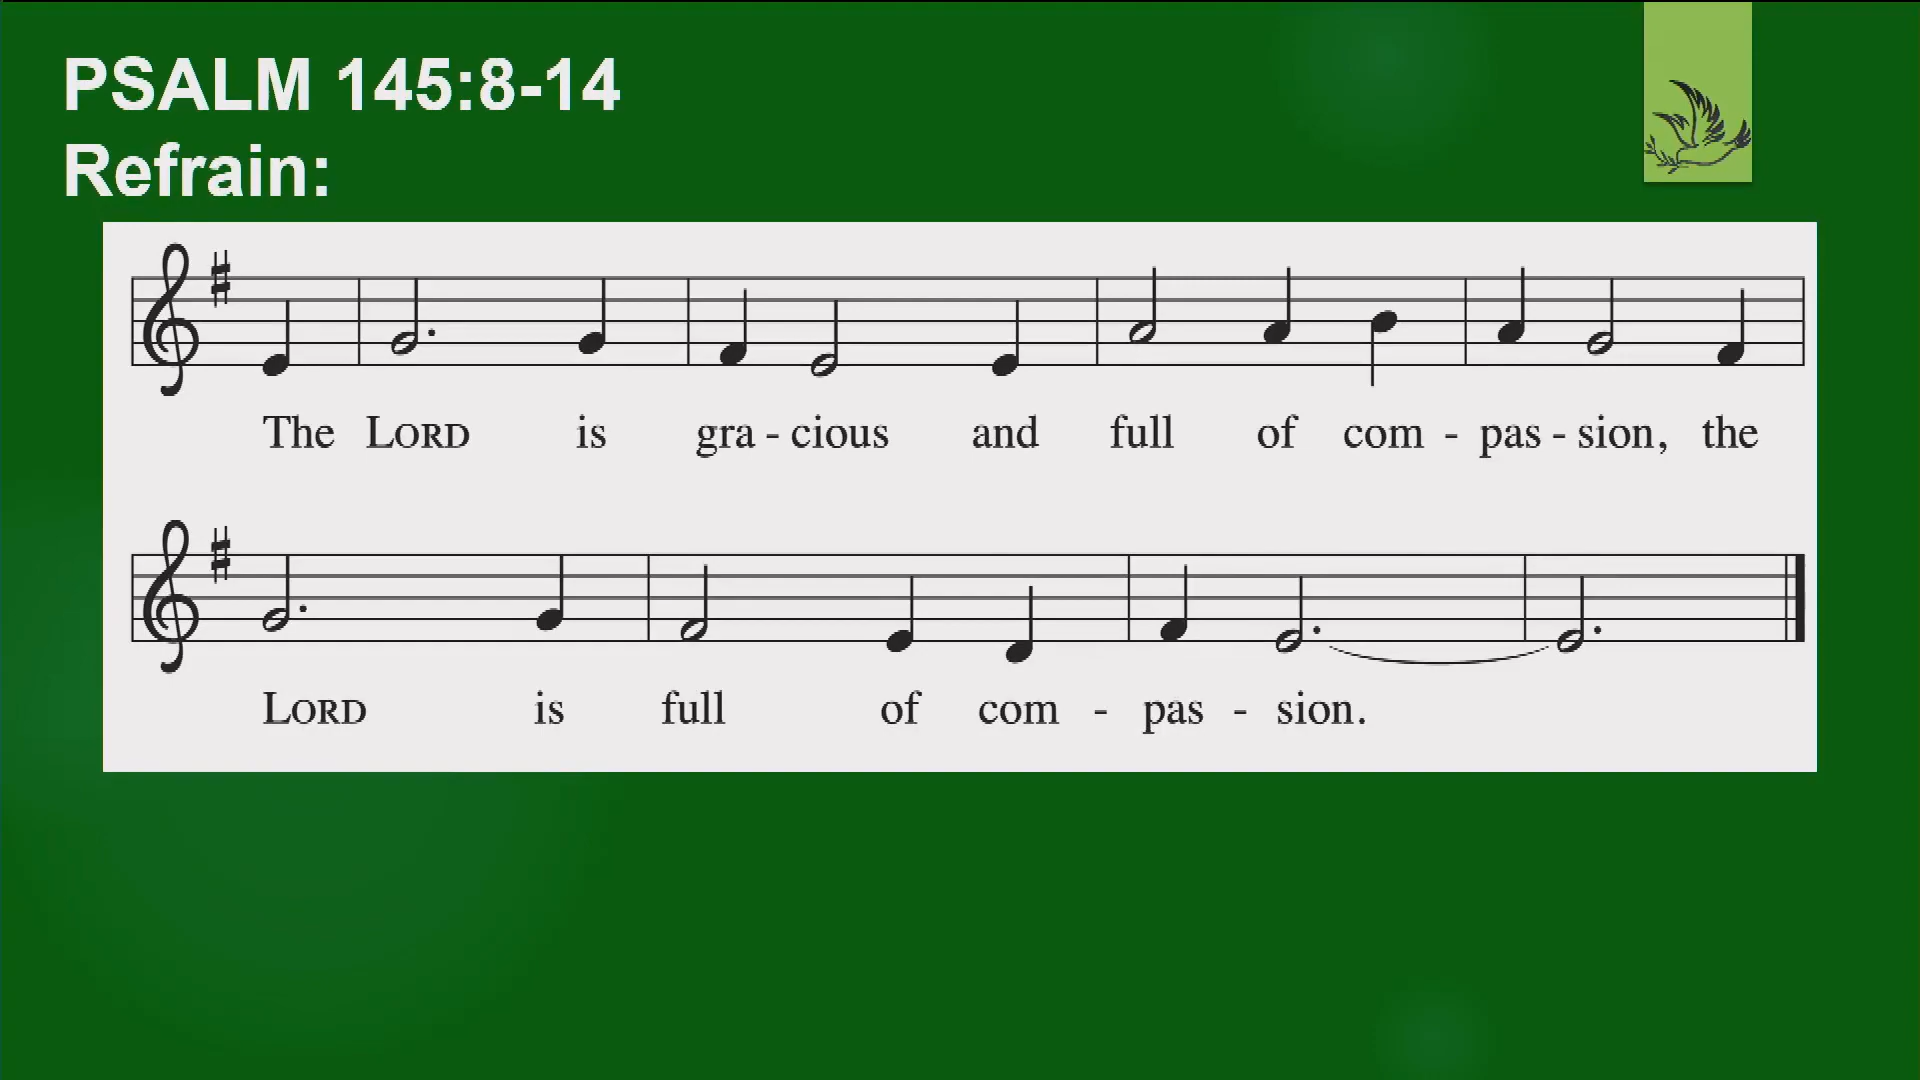 PSALM 145:8-14
Refrain:
The LORD is gra - cious and full of com - pas - sion, the
LORD is full of com - pas - sion.